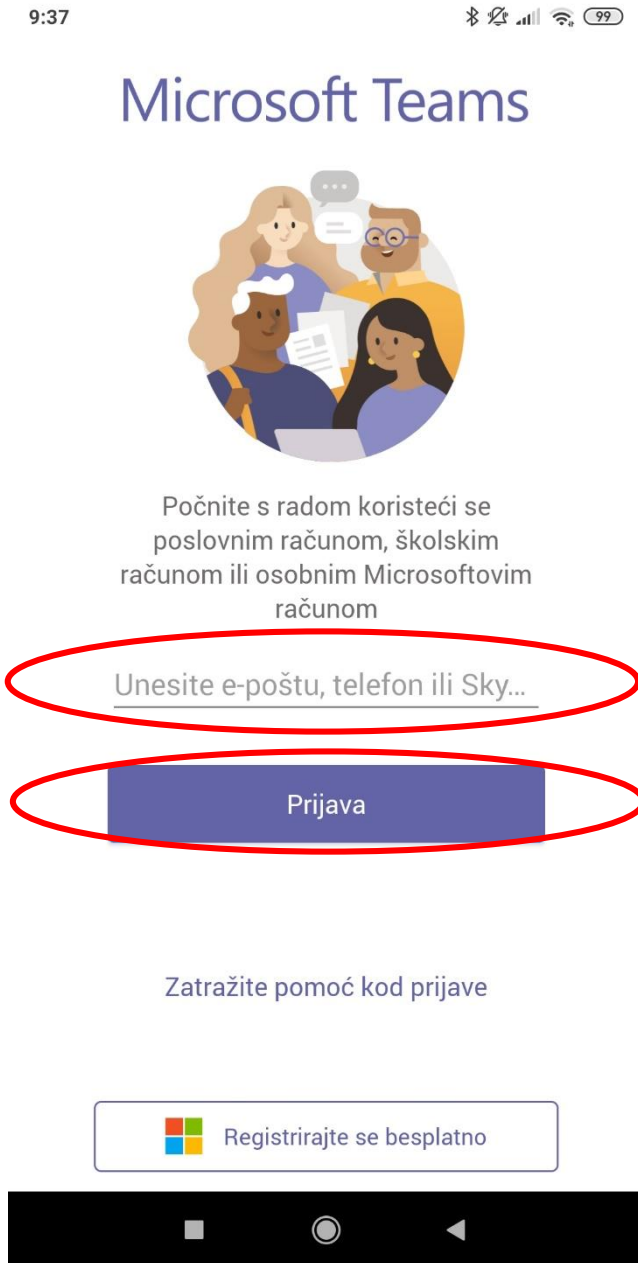 9:37
99
Microsoft Teams
Počnite s radom koristeći se
poslovnim računom, školskim
računom ili osobnim Microsoftovim
računom
Unesite e-poštu, telefon ili Sky...
Prijava
Zatražite pomoć kod prijave
Registrirajte se besplatno